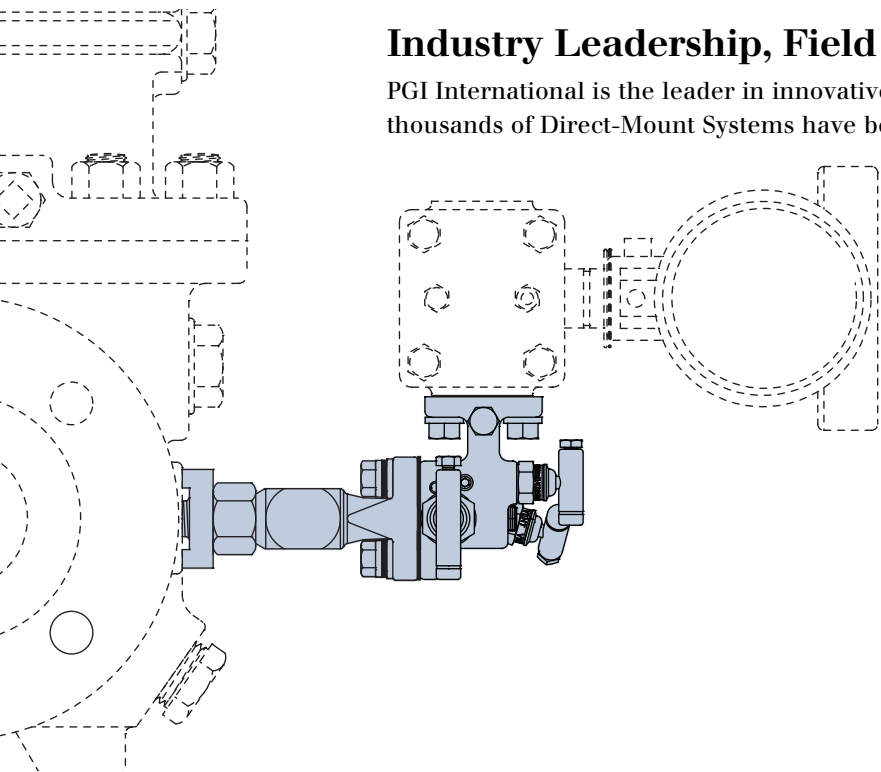 Industry Leadership, Field
PGI International is the leader in innovative
thousands of Direct-Mount Systems have be